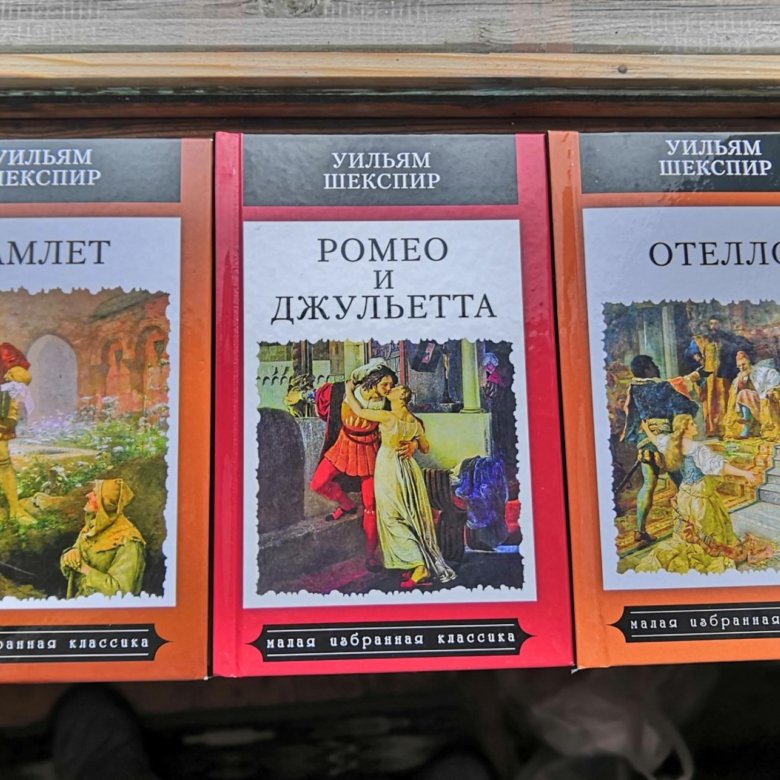 УИЛЬЯМ
ШЕКСПИР
АМЛЕТ
ранная классика
УИЛЬЯМ
ШЕКСПИР
РОМЕО
И
ДЖУЛЬЕТТА
малая избранная классика
УИЛЬЯМ
ШЕКСПИР
ОТЕЛЛО
малая избранная